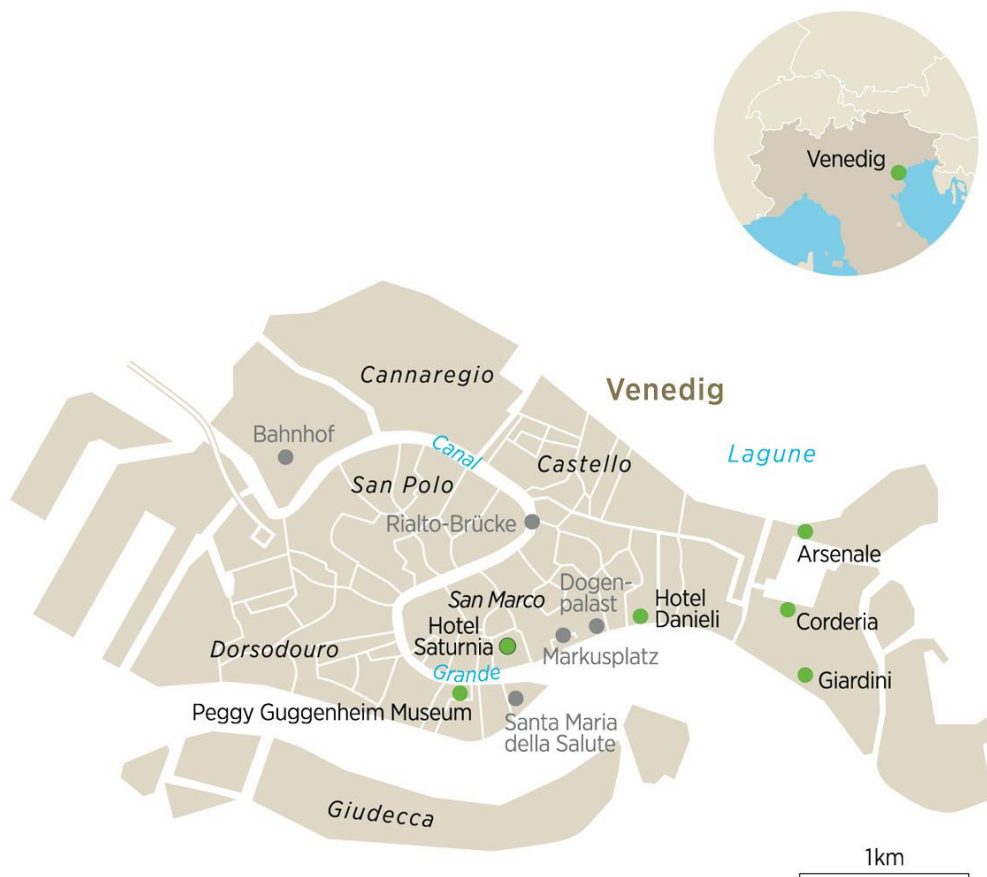 Venedig
Venedig
Cannaregio
Lagune
Bahnhof
Canal
Castello
San Polo
Rialto-Brücke
Arsenale
Dogen-
palast
San Marco
Hotel
Danieli
Corderia
Hotel
Saturnia
Markusplatz
Dorsodouro
Grande
Giardini
Peggy Guggenheim Museum
Santa Maria
della Salute
Giudecca
1km